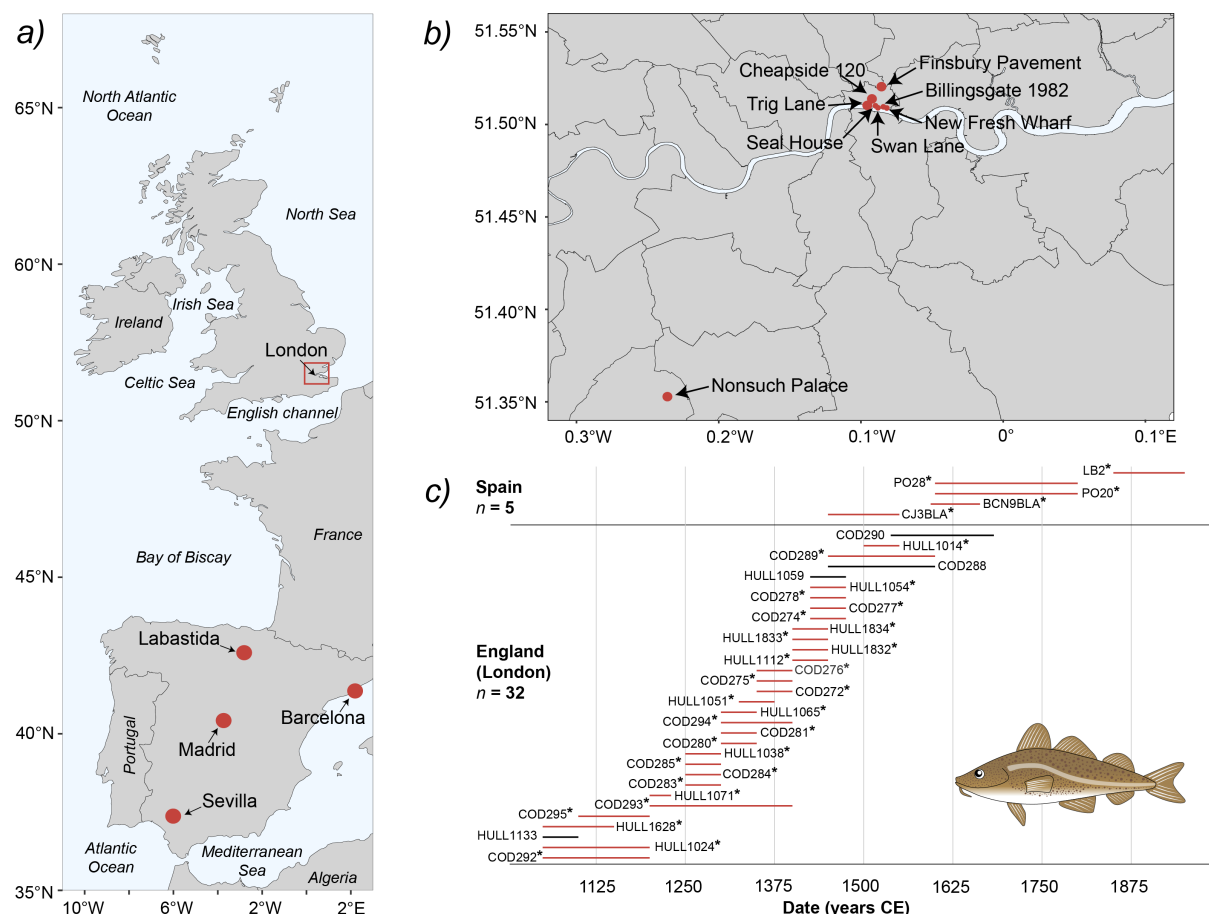 a)
65°N
60°N
50°N
45°N
40°N
35°N
North Atlantic
Ocean
North Sea
Irish Sea
Ireland
London
Celtic Sea
English channel
France
Bay of Biscay
Labastida
Barcelona
Portugal
Madrid
Sevilla
Atlantic
Ocean
Mediterranean
Sea
Algeria
10°W 6°W 2°W 2°E
b)
51.55°N
51.50°N
51.45°N
51.40°N
51.35°N
Cheapside 120
Finsbury Pavement
Trig Lane
Billingsgate 1982
New Fresh Wharf
Seal House
Swan Lane
Nonsuch Palace
0.3°W 0.2°W 0.1°W 0° 0.1°E
c)
Spain
n = 5
LB2*
PO28*
PO20*
BCN9BLA*
CJ3BLA*
England
(London)
n = 32
COD290
HULL1014*
COD289*
COD288
HULL1059
HULL1054*
COD278*
COD277*
COD274*
HULL1834*
HULL1833*
HULL1832*
HULL1112*
COD276*
COD275*
COD272*
HULL1051*
HULL1065*
COD294*
COD281*
COD280*
HULL1038*
COD285*
COD284*
COD283*
HULL1071*
COD293*
COD295*
HULL1628*
HULL1133
HULL1024*
COD292*
1125 1250 1375 1500 1625 1750 1875
Date (years CE)